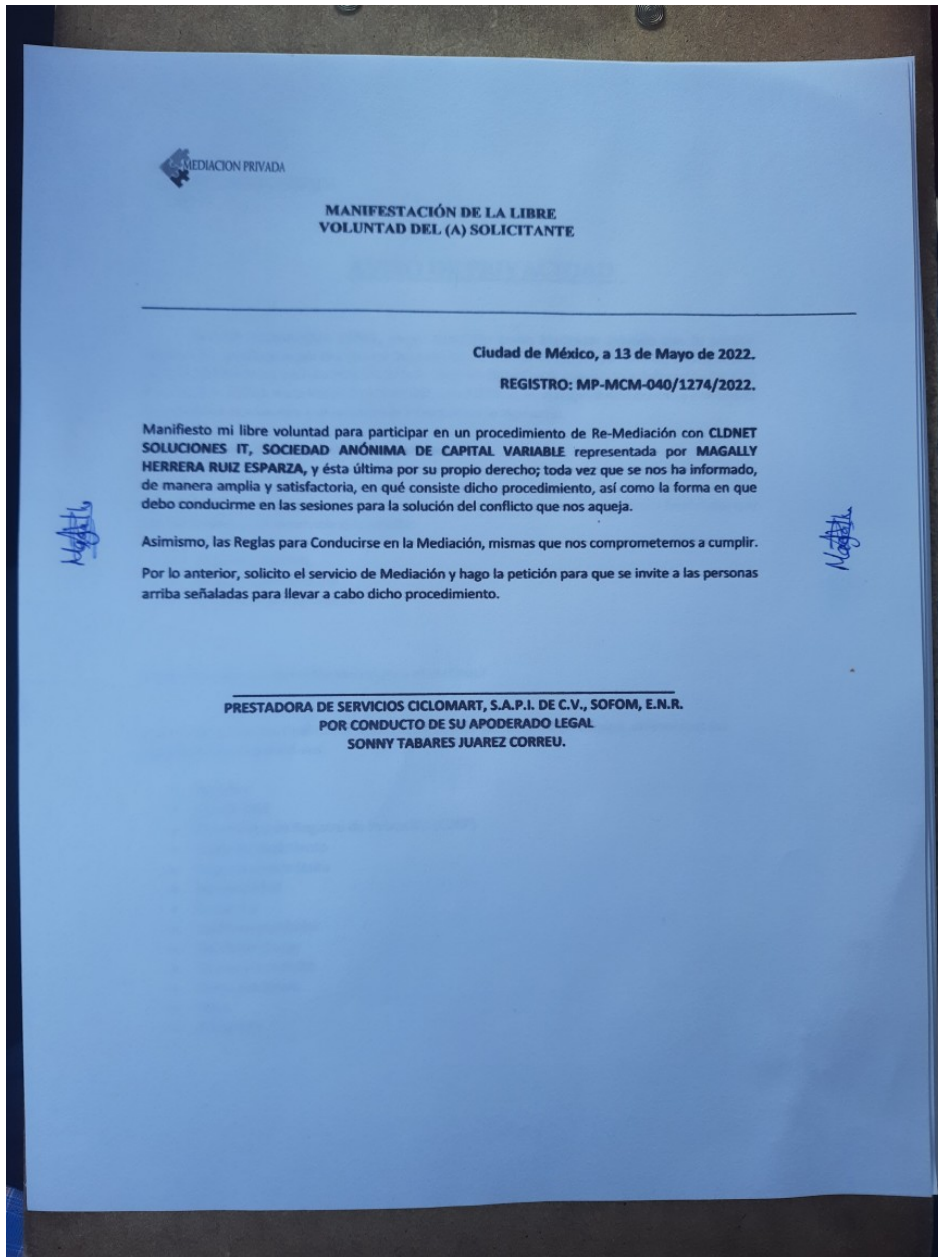 MEDIACION PRIVADA
MANIFESTACIÓN DE LA LIBRE
VOLUNTAD DEL (A) SOLICITANTE
Ciudad de México, a 13 de Mayo de 2022.
REGISTRO: MP-MCM-040/1274/2022.
Manifiesto mi libre voluntad para participar en un procedimiento de Re-Mediación con CLDNET
SOLUCIONES IT, SOCIEDAD ANÓNIMA DE CAPITAL VARIABLE representada por MAGALLY
HERRERA RUIZ ESPARZA, y ésta última por su propio derecho; toda vez que se nos ha informado,
de manera amplia y satisfactoria, en qué consiste dicho procedimiento, así como la forma en que
debo conducirme en las sesiones para la solución del conflicto que nos aqueja.
Asimismo, las Reglas para Conducirse en la Mediación, mismas que nos comprometemos a cumplir.
Por lo anterior, solicito el servicio de Mediación y hago la petición para que se invite a las personas
arriba señaladas para llevar a cabo dicho procedimiento.
PRESTADORA DE SERVICIOS CICLOMART, S.A.P.I. DE C.V., SOFOM, E.N.R.
POR CONDUCTO DE SU APODERADO LEGAL
SONNY TABARES JUAREZ CORREU.